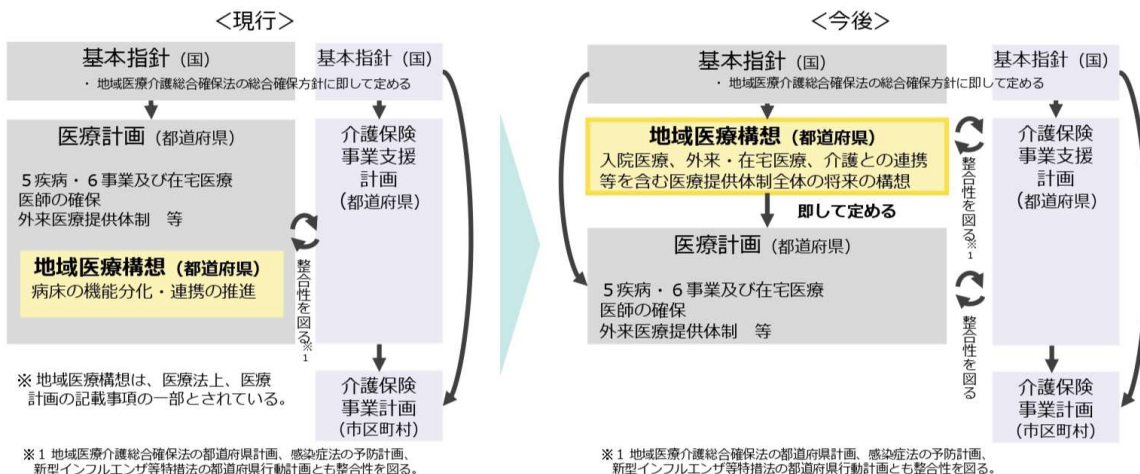 ＜現行＞
基本指針（国）
基本指針（国）
・ 地域医療介護総合確保法の総合確保方針に即して定める
医療計画（都道府県）
５疾病・６事業及び在宅医療
医師の確保
外来医療提供体制　等
地域医療構想（都道府県）
病床の機能分化・連携の推進
整合性を図る※1
介護保険
事業支援
計画
（都道府県）
※ 地域医療構想は、医療法上、医療
計画の記載事項の一部とされている。
介護保険
事業計画
（市区町村）
※１ 地域医療介護総合確保法の都道府県計画、感染症法の予防計画、
新型インフルエンザ等特措法の都道府県行動計画とも整合性を図る。
＜今後＞
基本指針（国）
基本指針（国）
・ 地域医療介護総合確保法の総合確保方針に即して定める
地域医療構想（都道府県）
入院医療、外来・在宅医療、介護との連携
等を含む医療提供体制全体の将来の構想
即して定める
整合性を図る※1
医療計画（都道府県）
５疾病・６事業及び在宅医療
医師の確保
外来医療提供体制　等
整合性を図る
介護保険
事業支援
計画
（都道府県）
介護保険
事業計画
（市区町村）
※１ 地域医療介護総合確保法の都道府県計画、感染症法の予防計画、
新型インフルエンザ等特措法の都道府県行動計画とも整合性を図る。